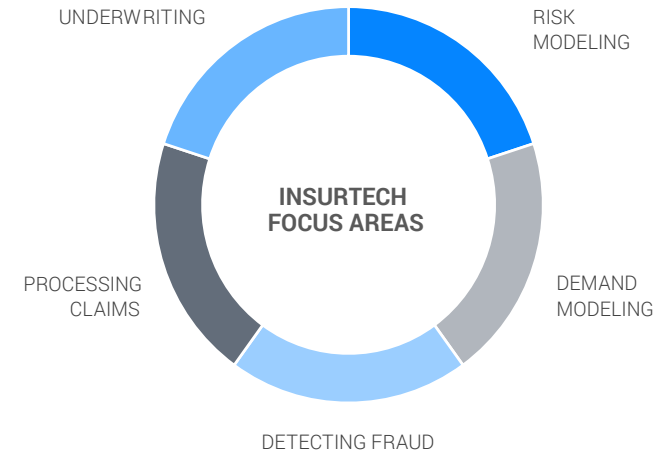 UNDERWRITING
RISK
MODELING
INSURTECH
FOCUS AREAS
PROCESSING
CLAIMS
DEMAND
MODELING
DETECTING FRAUD